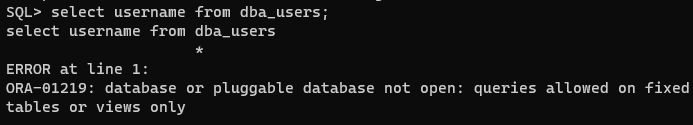 SQL> select username from dba_users;
select username from dba_users
*
ERROR at line 1:
ORA-01219: database or pluggable database not open: queries allowed on fixed
tables or views only